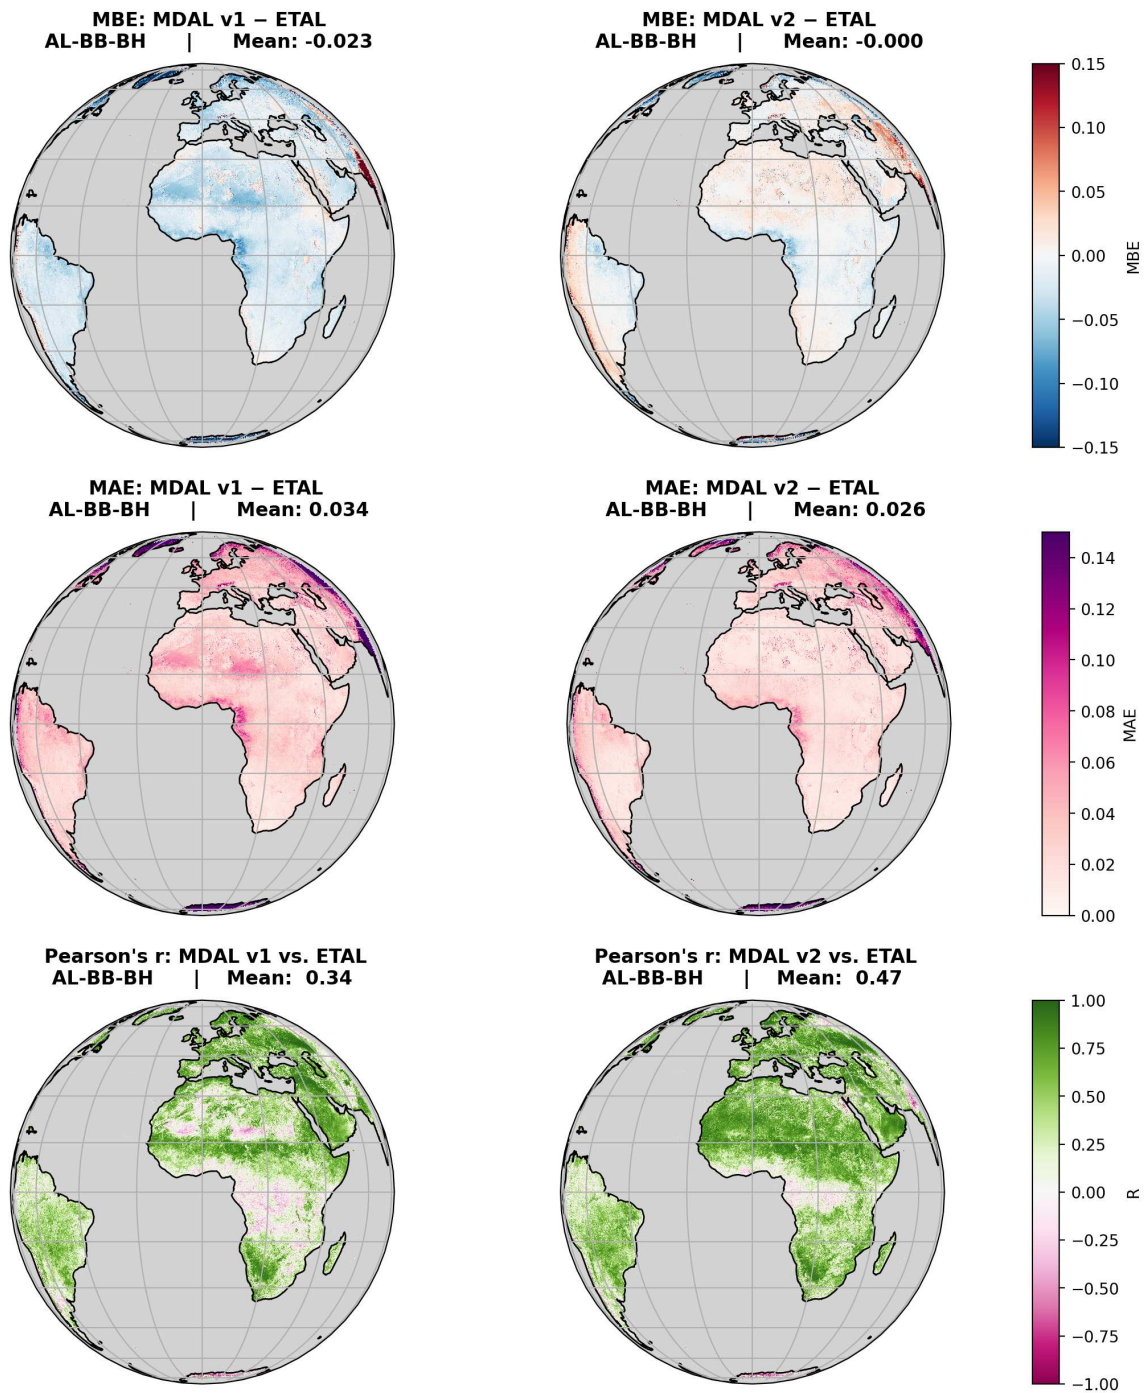 MBE: MDAL v1 − ETAL
AL-BB-BH | Mean: -0.023
MBE: MDAL v2 − ETAL
AL-BB-BH | Mean: -0.000
0.15
0.10
0.05
0.00
−0.05
−0.10
−0.15
MBE
MAE: MDAL v1 − ETAL
AL-BB-BH | Mean: 0.034
MAE: MDAL v2 − ETAL
AL-BB-BH | Mean: 0.026
0.14
0.12
0.10
0.08
0.06
0.04
0.02
0.00
MAE
Pearson's r: MDAL v1 vs. ETAL
AL-BB-BH | Mean: 0.34
Pearson's r: MDAL v2 vs. ETAL
AL-BB-BH | Mean: 0.47
1.00
0.75
0.50
0.25
0.00
−0.25
−0.50
−0.75
−1.00
R